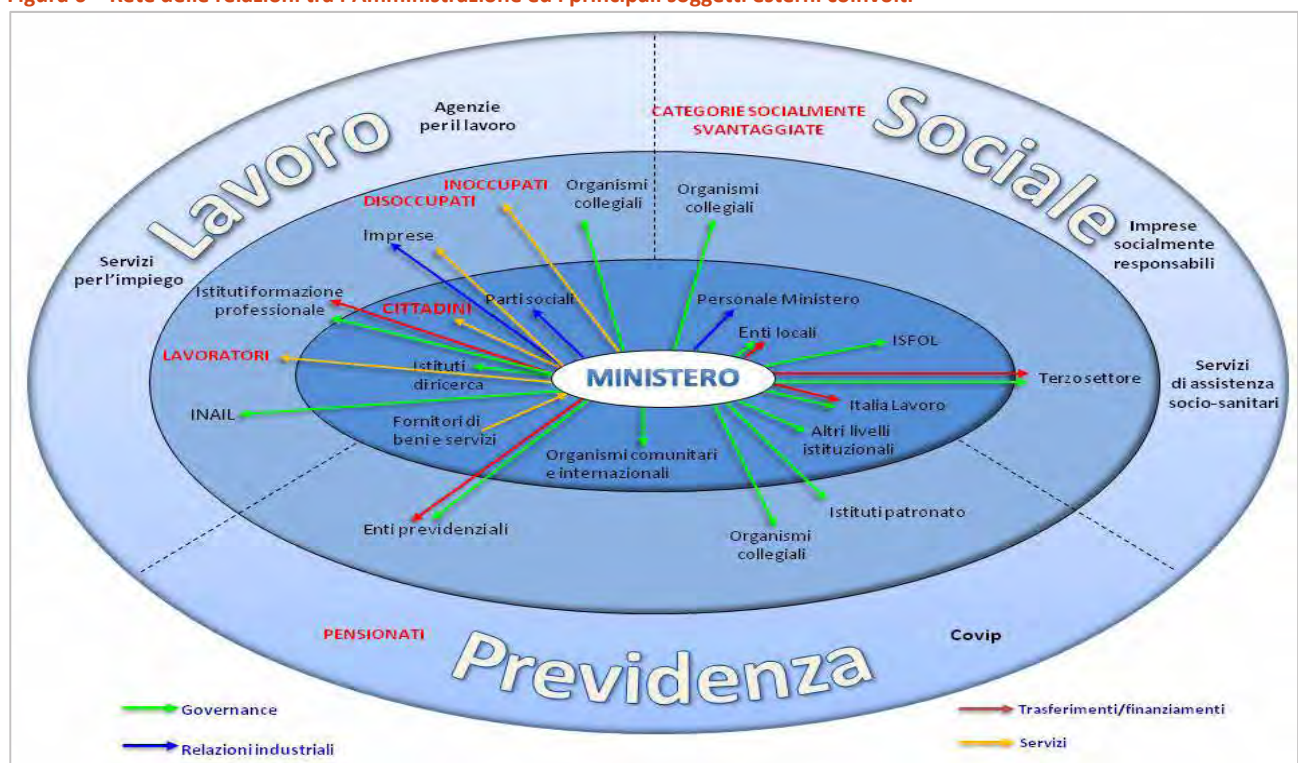 Lavoro
Sociale
Previdenza
Agenzie
per il lavoro
CATEGORIE SOCIALMENTE
SVANTAGGIATE
INOCCUPATI
DISOCCUPATI
Organismi
collegiali
Organismi
collegiali
Imprese
Imprese
socialmente
responsabili
Servizi
per l'impiego
Istituti formazione
professionale
CITTADINI
Parti sociali
Personale Ministero
Enti locali
ISFOL
LAVORATORI
Istituti
di ricerca
MINISTERO
Terzo settore
Servizi
di assistenza
socio-sanitari
INAIL
Fornitori di
beni e servizi
Italia Lavoro
Altri livelli
istituzionali
Organismi comunitari
e internazionali
Istituti patronato
Enti previdenziali
Organismi
collegiali
PENSIONATI
Covip
Governance
Trasferimenti/finanziamenti
Relazioni industriali
Servizi